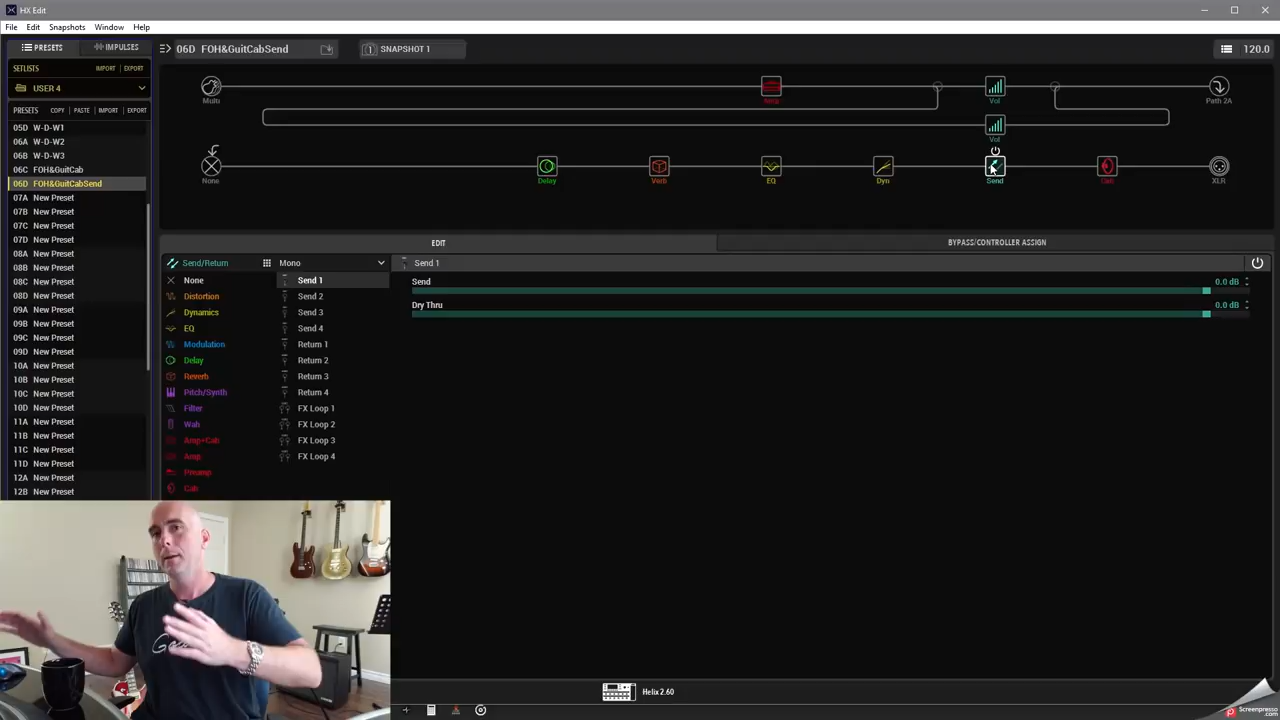 HX Edit
File Edit Snapshots Window Help
PRESETS IMPULSES
06D FOH&GuitCabSend
1 SNAPSHOT 1
120.0
SETLISTS IMPORT EXPORT
USER 4
PRESETS COPY PASTE IMPORT EXPORT
05D W-D-W1
06A W-D-W2
06B W-D-W3
06C FOH&GuitCab
06D FOH&GuitCabSend
07A New Preset
07B New Preset
07C New Preset
07D New Preset
08A New Preset
08B New Preset
08C New Preset
08D New Preset
09A New Preset
09B New Preset
09C New Preset
09D New Preset
10A New Preset
10B New Preset
10C New Preset
10D New Preset
11A New Preset
11B New Preset
11C New Preset
11D New Preset
12A New Preset
12B New Preset
Multi Amp Vol Path 2A
Vol
None Delay Verb EQ Dyn Send Cab XLR
EDIT
BYPASS/CONTROLLER ASSIGN
Send/Return
None
Distortion
Dynamics
EQ
Modulation
Delay
Reverb
Pitch/Synth
Filter
Wah
Amp+Cab
Amp
Preamp
Cab
Mono
Send 1
Send 2
Send 3
Send 4
Return 1
Return 2
Return 3
Return 4
FX Loop 1
FX Loop 2
FX Loop 3
FX Loop 4
Send 1
Send 0.0 dB
Dry Thru 0.0 dB
Helix 2.60
Screenpresso